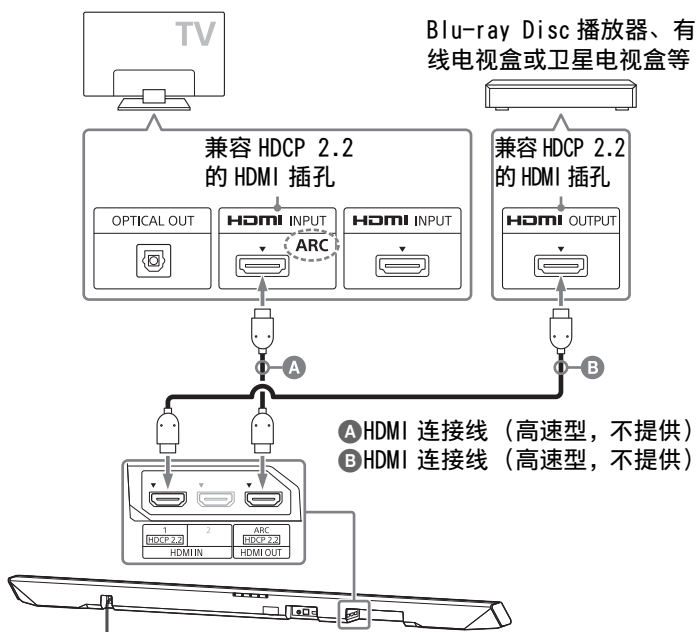 TV
Blu-ray Disc 播放器、有
线电视盒或卫星电视盒等
兼容 HDCP 2.2
的 HDMI 插孔
兼容 HDCP 2.2
的 HDMI 插孔
OPTICAL OUT
HDMI INPUT
ARC
HDMI INPUT
HDMI OUTPUT
A
B
AHDMI 连接线 (高速型，不提供)
BHDMI 连接线 (高速型，不提供)
1
HDCP 2.2
2
HDMI IN
ARC
HDCP 2.2
HDMI OUT